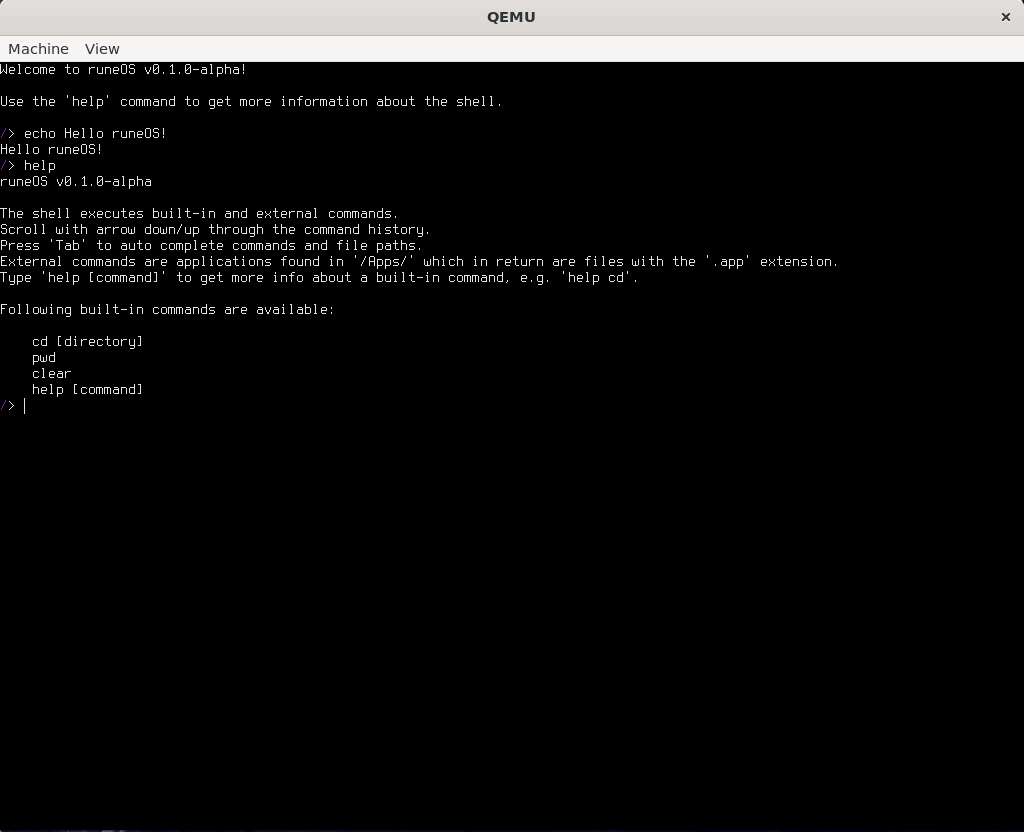 QEMU
Machine View
Welcome to runeOS v0.1.0-alpha!
Use the 'help' command to get more information about the shell.
/> echo Hello runeOS!
Hello runeOS!
/> help
runeOS v0.1.0-alpha
The shell executes built-in and external commands.
Scroll with arrow down/up through the command history.
Press 'Tab' to auto complete commands and file paths.
External commands are applications found in '/Apps/' which in return are files with the '.app' extension.
Type 'help [command]' to get more info about a built-in command, e.g. 'help cd'.
Following built-in commands are available:
cd [directory]
pwd
clear
help [command]
/>